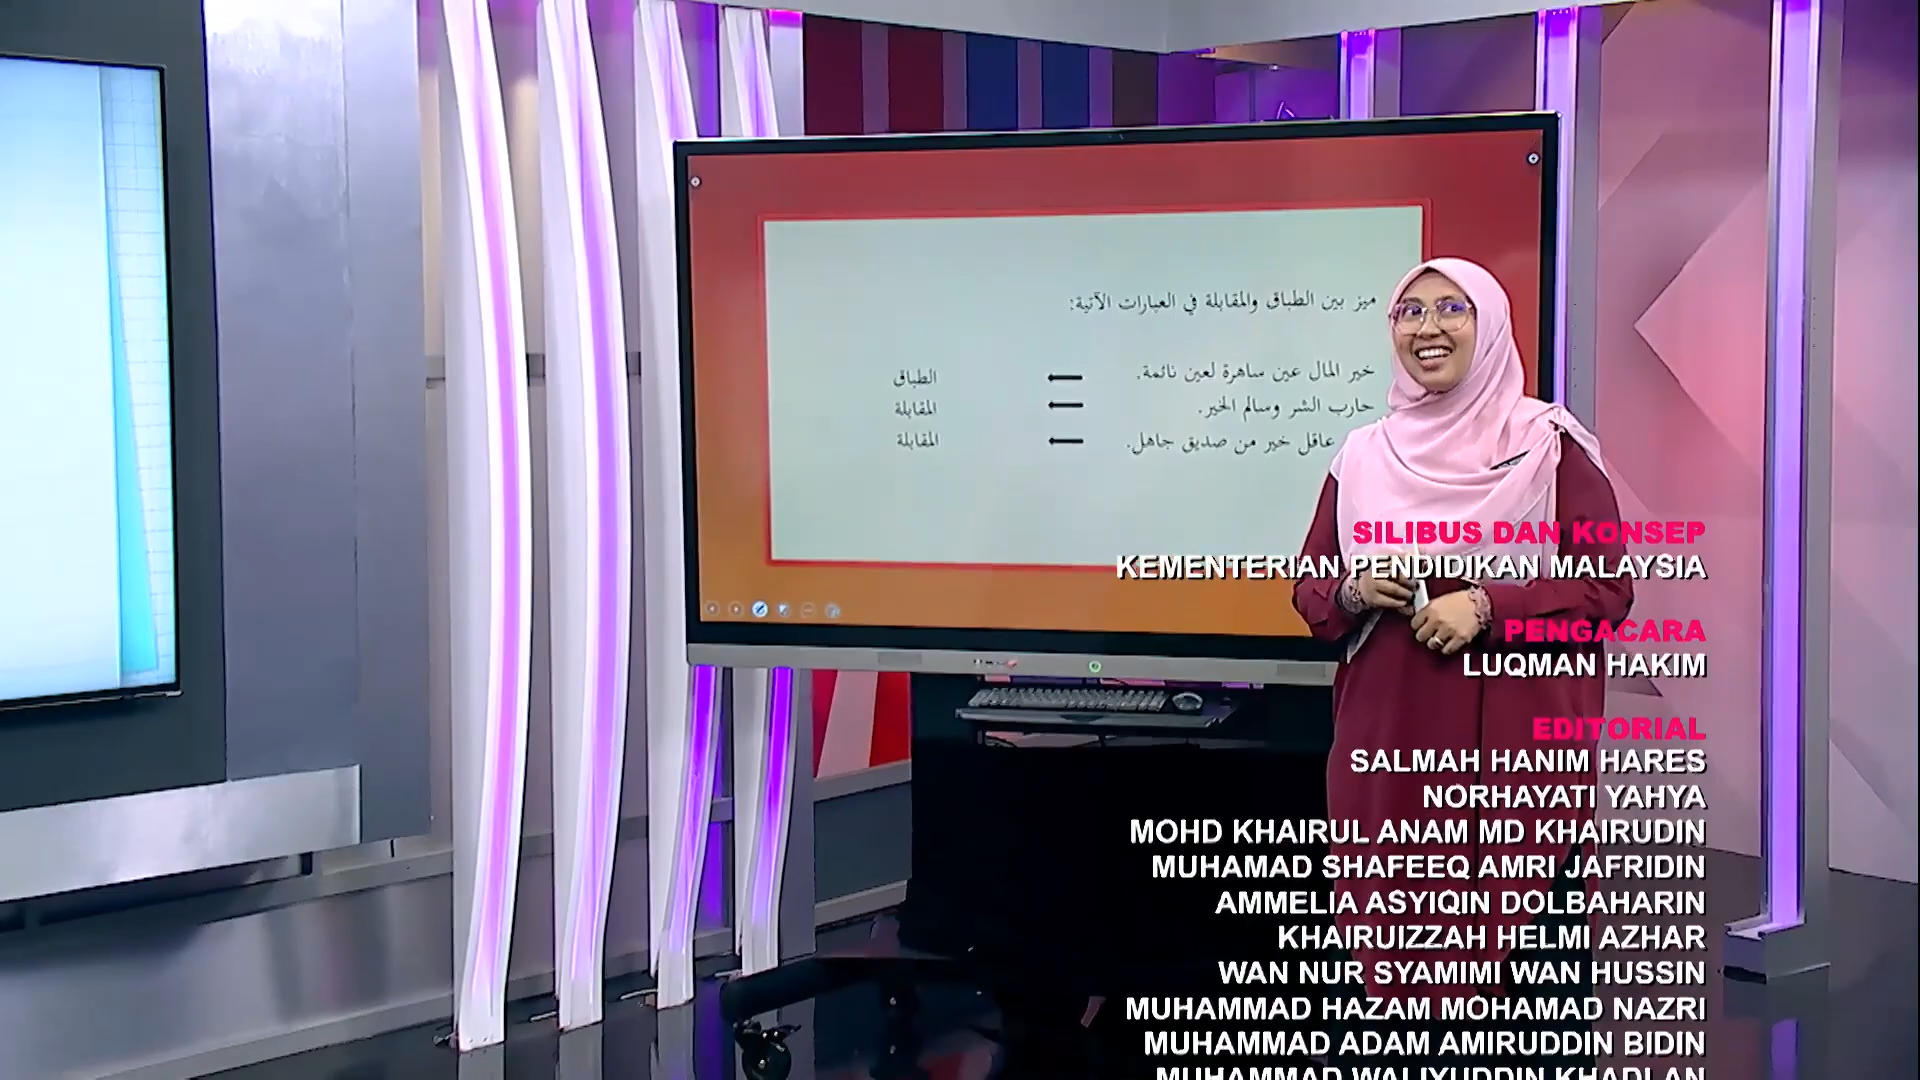 ميز بين الطباق والمقابلة في العبارات الآتية:
خير المال عين ساهرة لعين نائمة. الطباق
حارب الشر وسالم الخير. المقابلة
عاقل خير من صديق جاهل. المقابلة
SILIBUS DAN KONSEP
KEMENTERIAN PENDIDIKAN MALAYSIA
PENGACARA
LUQMAN HAKIM
EDITORIAL
SALMAH HANIM HARES
NORHAYATI YAHYA
MOHD KHAIRUL ANAM MD KHAIRUDIN
MUHAMAD SHAFEEQ AMRI JAFRIDIN
AMMELIA ASYIQIN DOLBAHARIN
KHAIRUIZZAH HELMI AZHAR
WAN NUR SYAMIMI WAN HUSSIN
MUHAMMAD HAZAM MOHAMAD NAZRI
MUHAMMAD ADAM AMIRUDDIN BIDIN
MUHAMMAD WALIYUDDIN KHADLAN